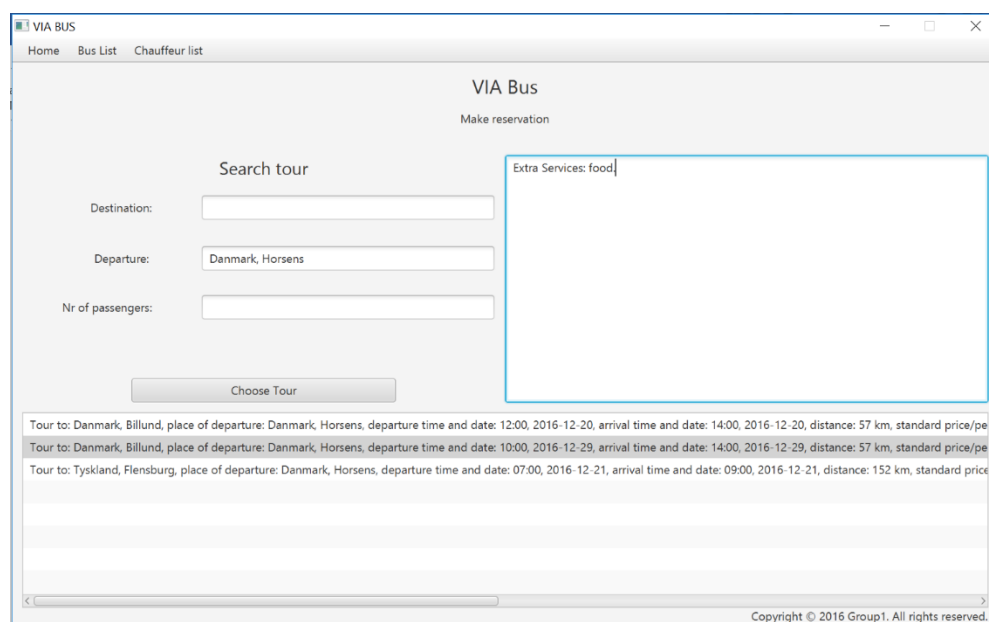 VIA BUS
Home Bus List Chauffeur list
VIA Bus
Make reservation
Search tour
Destination:
Departure: Danmark, Horsens
Nr of passengers:
Choose Tour
Extra Services: food.
Tour to: Danmark, Billund, place of departure: Danmark, Horsens, departure time and date: 12:00, 2016-12-20, arrival time and date: 14:00, 2016-12-20, distance: 57 km, standard price/pe
Tour to: Danmark, Billund, place of departure: Danmark, Horsens, departure time and date: 10:00, 2016-12-29, arrival time and date: 14:00, 2016-12-29, distance: 57 km, standard price/pe
Tour to: Tyskland, Flensburg, place of departure: Danmark, Horsens, departure time and date: 07:00, 2016-12-21, arrival time and date: 09:00, 2016-12-21, distance: 152 km, standard price
Copyright © 2016 Group1. All rights reserved.